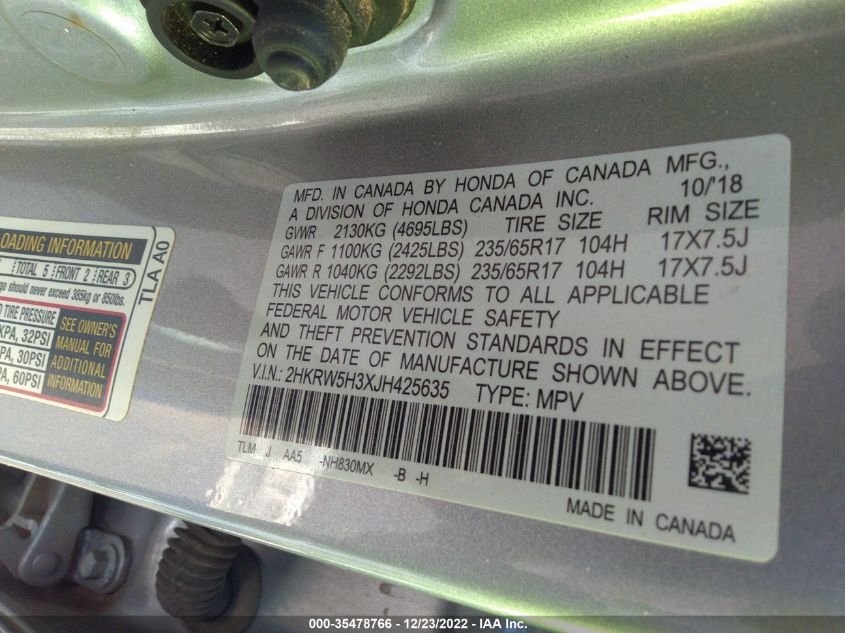 MFD. IN CANADA BY HONDA OF CANADA MFG.,
A DIVISION OF HONDA CANADA INC. 10/'18
GVWR 2130KG (4695LBS) TIRE SIZE RIM SIZE
GAWR F 1100KG (2425LBS) 235/65R17 104H 17X7.5J
GAWR R 1040KG (2292LBS) 235/65R17 104H 17X7.5J
THIS VEHICLE CONFORMS TO ALL APPLICABLE
FEDERAL MOTOR VEHICLE SAFETY
AND THEFT PREVENTION STANDARDS IN EFFECT
ON THE DATE OF MANUFACTURE SHOWN ABOVE.
V.I.N.: 2HKRW5H3XJH425635 TYPE: MPV
TLM J AA5 -NH830MX -B -H
MADE IN CANADA
LOADING INFORMATION
TOTAL 5 FRONT 2 REAR 3
should never exceed 385kg or 850lbs.
TIRE PRESSURE
KPA, 32PSI
PA, 30PSI
PA, 60PSI
SEE OWNER'S
MANUAL FOR
ADDITIONAL
INFORMATION
TLA A0
000-35478766 - 12/23/2022 - IAA Inc.